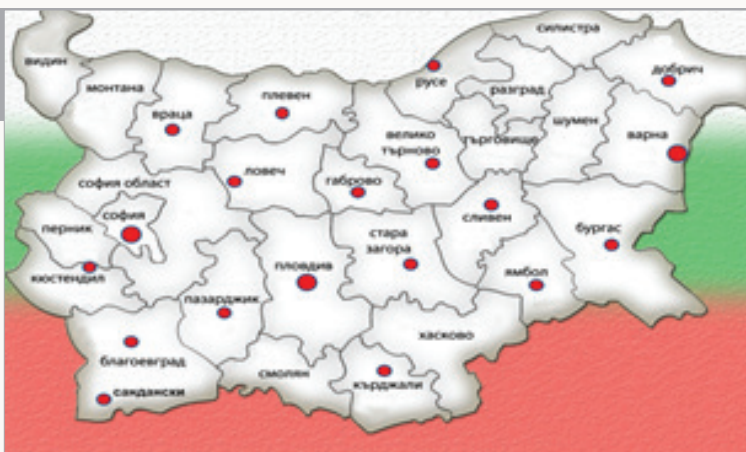 силистра
видин
добрич
русе
монтана
плевен
разград
враца
шумен
велико
търново
търговище
варна
ловеч
софия област
габрово
софия
перник
сливен
бургас
стара
загора
пловдив
ямбол
кюстендил
пазарджик
хасково
благоевград
смолян
кърджали
сандански